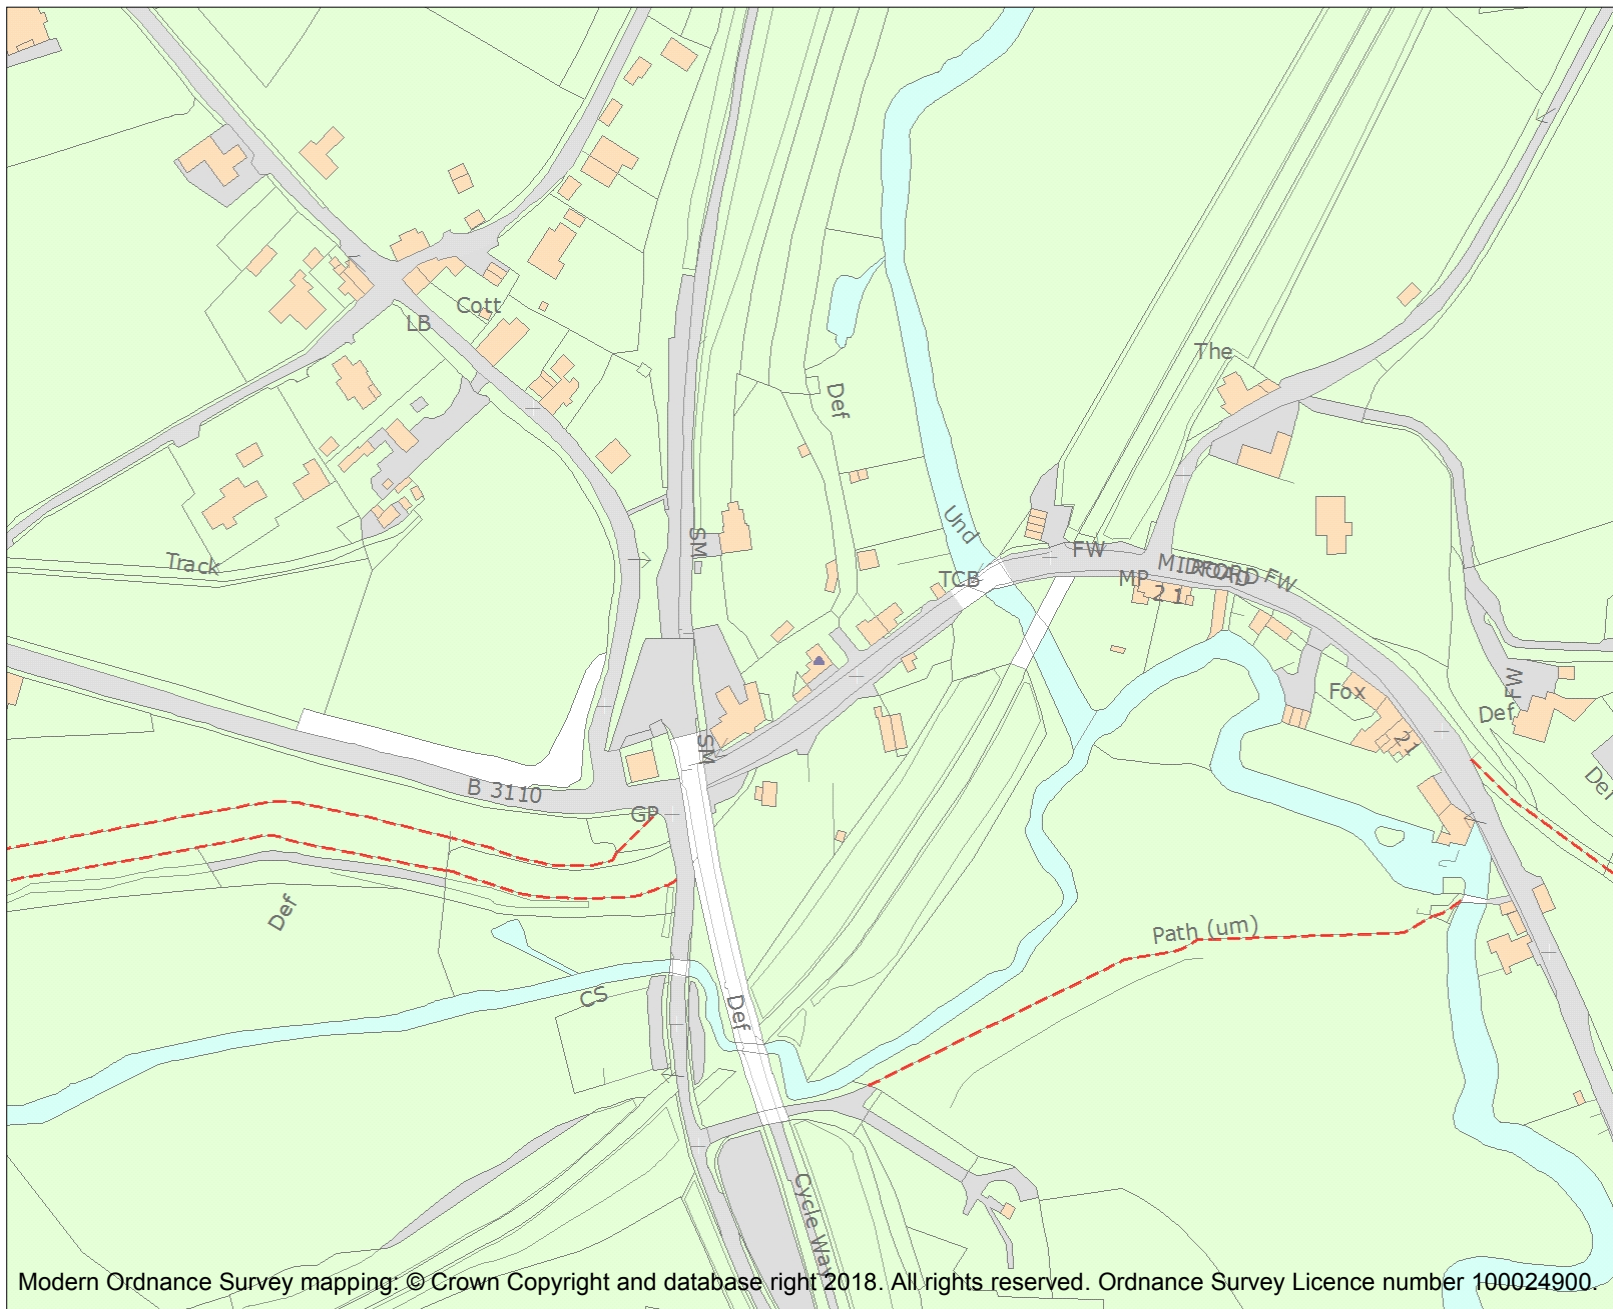 Cott
LB
The
Def
Track
SM
Und
FW
TCB
MP
2 1
FW
Fox
FW
Def
21
SM
B 3110
GP
Def
Def
Path (um)
CS
Def
Cycle Way
Modern Ordnance Survey mapping: © Crown Copyright and database right 2018. All rights reserved. Ordnance Survey Licence number 100024900.